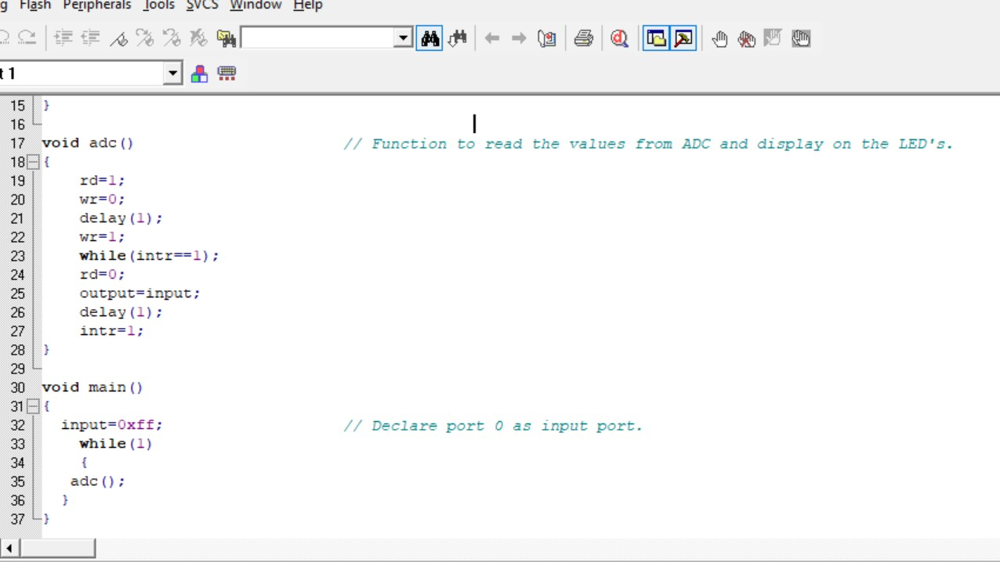 g Flash Peripherals Tools SVCS Window Help
t 1
15 }
16
17 void adc() // Function to read the values from ADC and display on the LED's.
18 {
19 rd=1;
20 wr=0;
21 delay(1);
22 wr=1;
23 while(intr==1);
24 rd=0;
25 output=input;
26 delay(1);
27 intr=1;
28 }
29
30 void main()
31 {
32 input=0xff; // Declare port 0 as input port.
33 while(1)
34 {
35 adc();
36 }
37 }